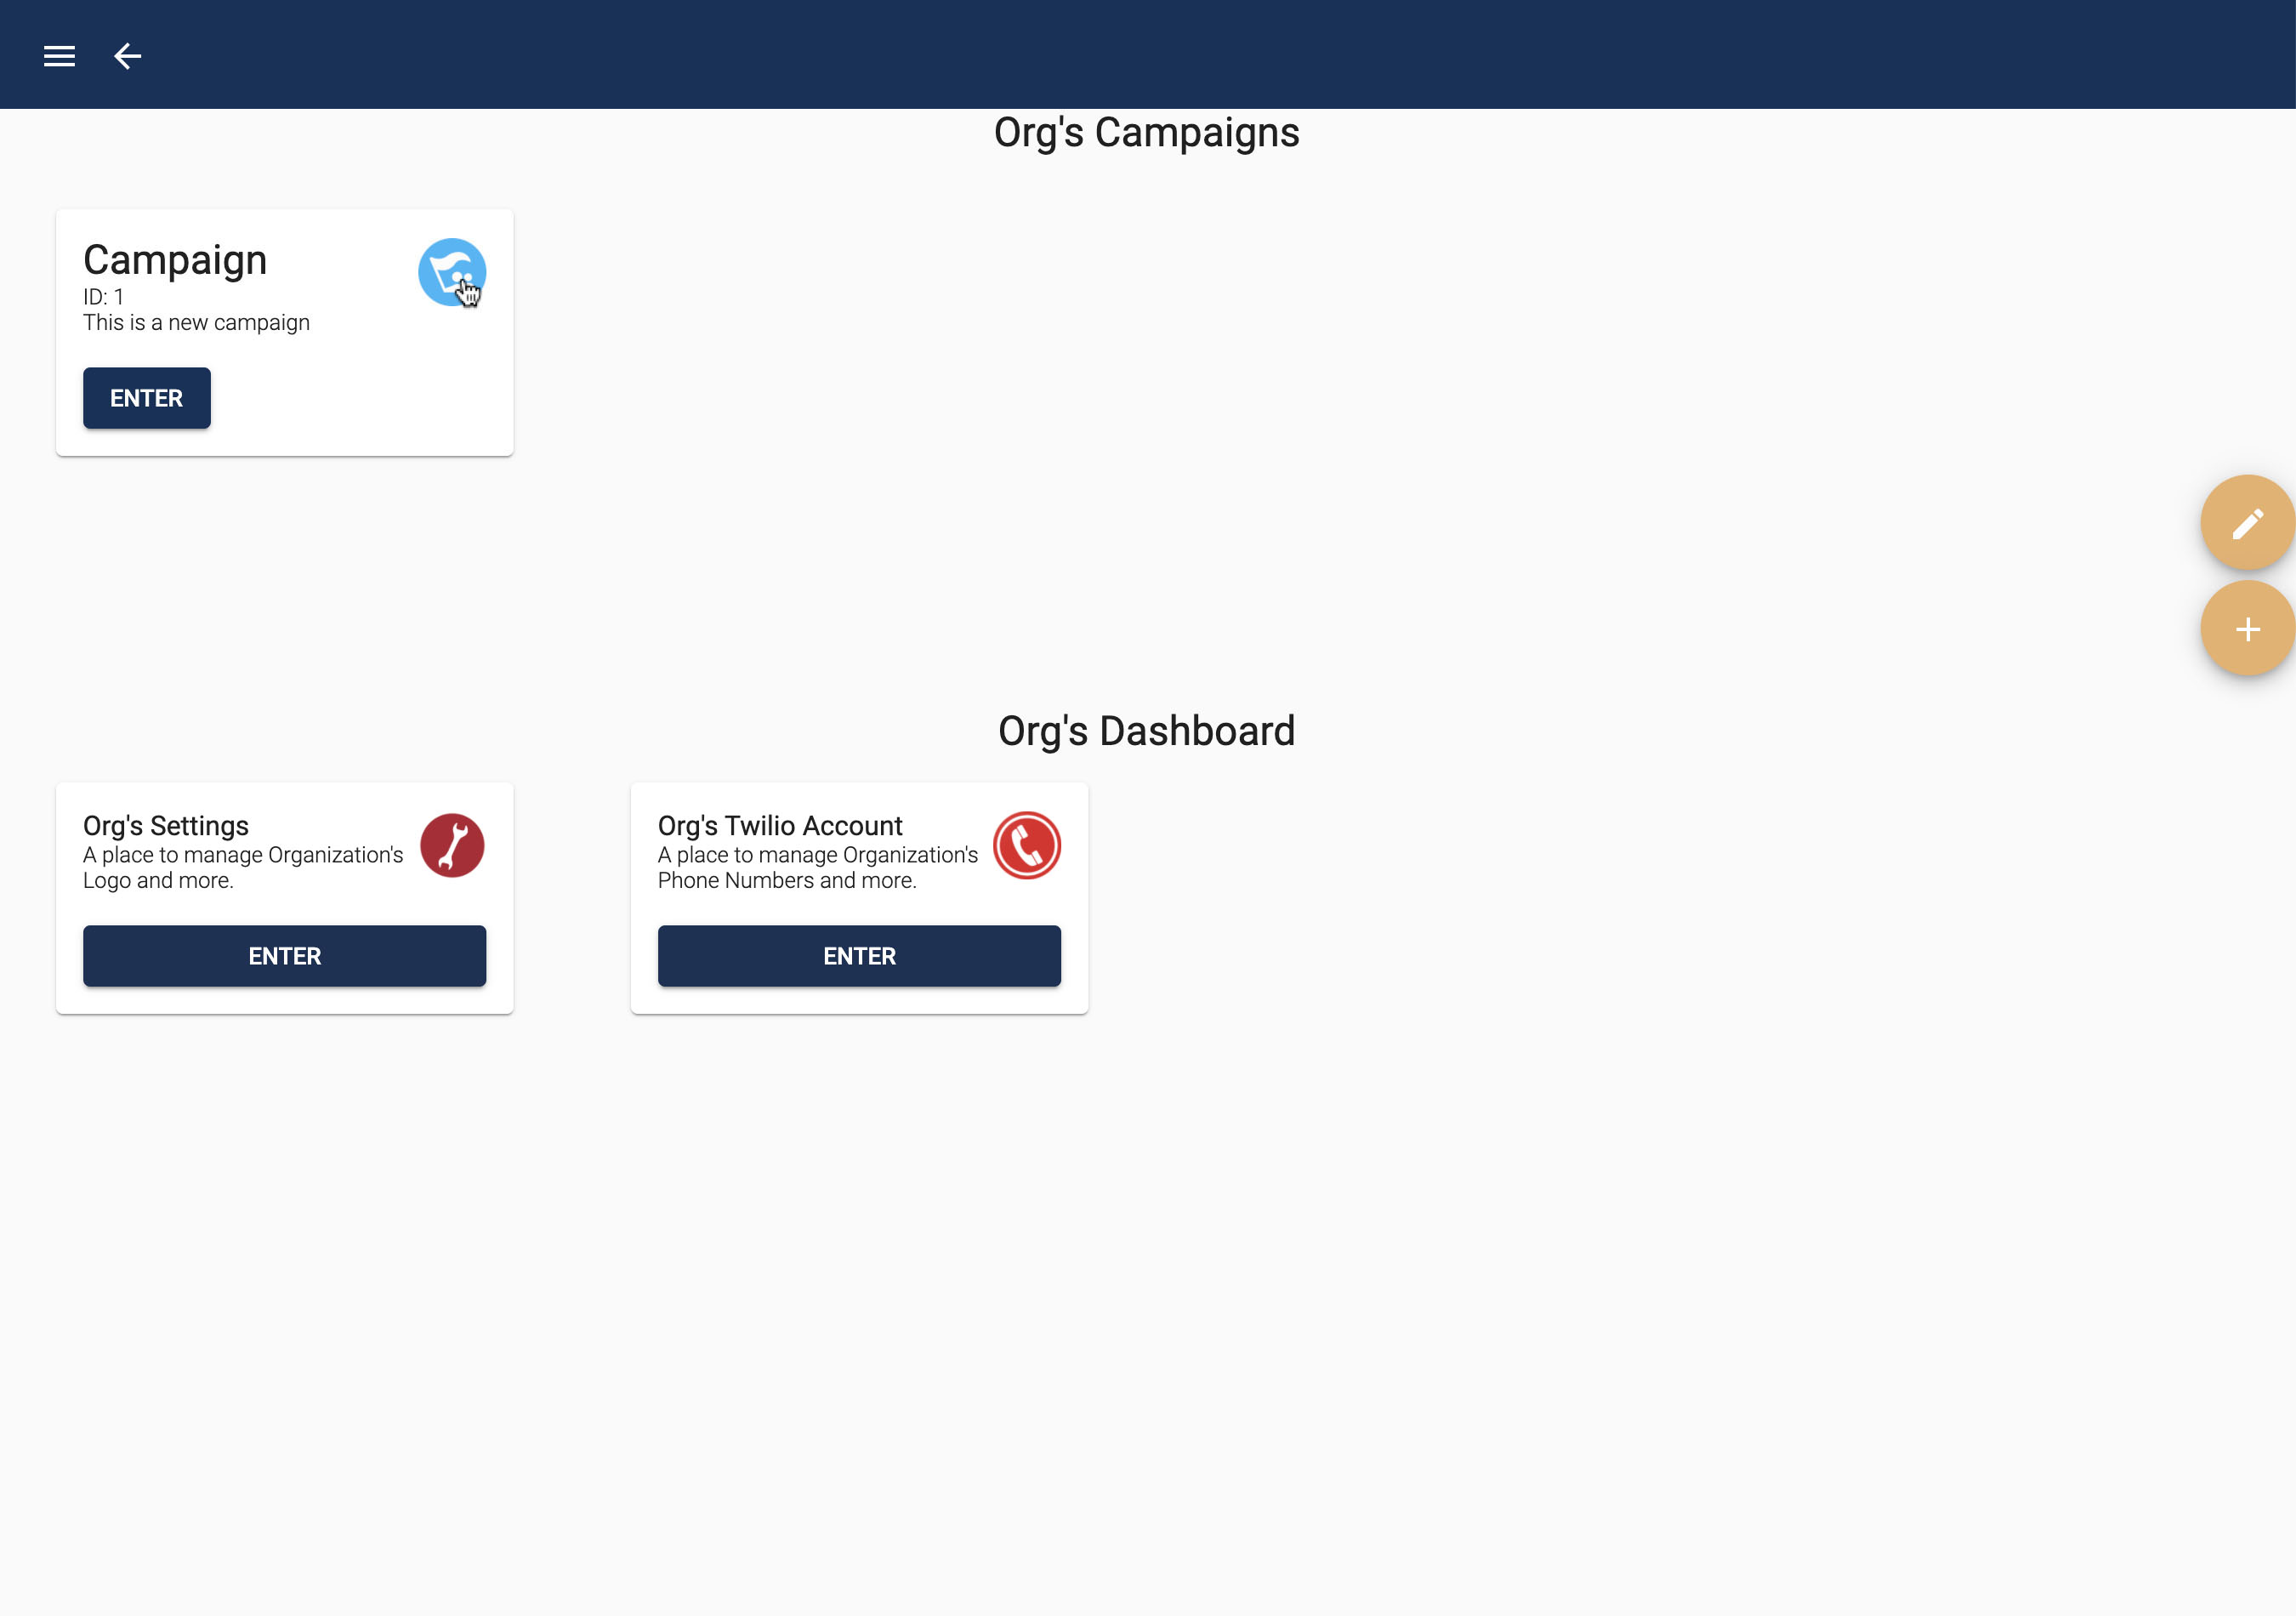 Org's Campaigns
Campaign
ID: 1
This is a new campaign
ENTER
Org's Dashboard
Org's Settings
A place to manage Organization's
Logo and more.
ENTER
Org's Twilio Account
A place to manage Organization's
Phone Numbers and more.
ENTER